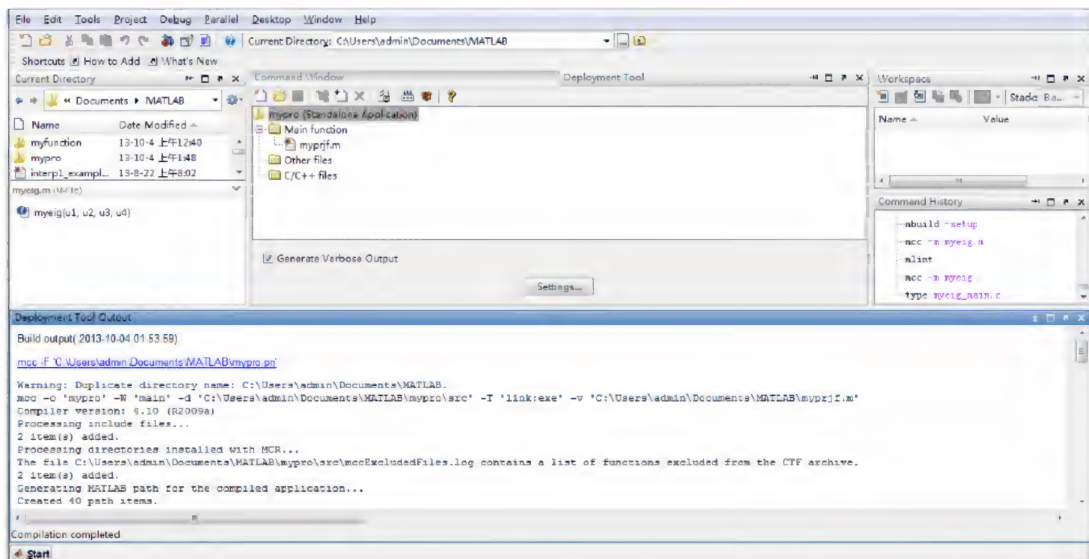 File Edit Tools Project Debug Parallel Desktop Window Help
Current Directory: C:\Users\admin\Documents\MATLAB
Shortcuts How to Add What's New
Current Directory
Command Window
Deployment Tool
Workspace
Documents MATLAB
Stack: Ba...
Name Date Modified
Name Value
myfunction 13-10-4 上午12:40
mypro 13-10-4 上午1:48
interp1_exampl... 13-8-22 上午8:02
myeig.m (M-File)
myeig(u1, u2, u3, u4)
mypro (Standalone Application)
Main function
myprjf.m
Other files
C/C++ files
Generate Verbose Output
Settings...
Command History
mbuild -setup
mcc -m myeig.m
mlint
mcc -m myeig
type myeig_main.c
Deployment Tool Output
Build output( 2013-10-04 01:53:59)
mcc -F 'C:\Users\admin\Documents\MATLAB\mypro.prj'
Warning: Duplicate directory name: C:\Users\admin\Documents\MATLAB.
mcc -o 'mypro' -W 'main' -d 'C:\Users\admin\Documents\MATLAB\mypro\src' -T 'link:exe' -v 'C:\Users\admin\Documents\MATLAB\myprjf.m'
Compiler version: 4.10 (R2009a)
Processing include files...
2 item(s) added.
Processing directories installed with MCR...
The file C:\Users\admin\Documents\MATLAB\mypro\src\mccExcludedFiles.log contains a list of functions excluded from the CTF archive.
2 item(s) added.
Generating MATLAB path for the compiled application...
Created 40 path items.
Compilation completed
Start